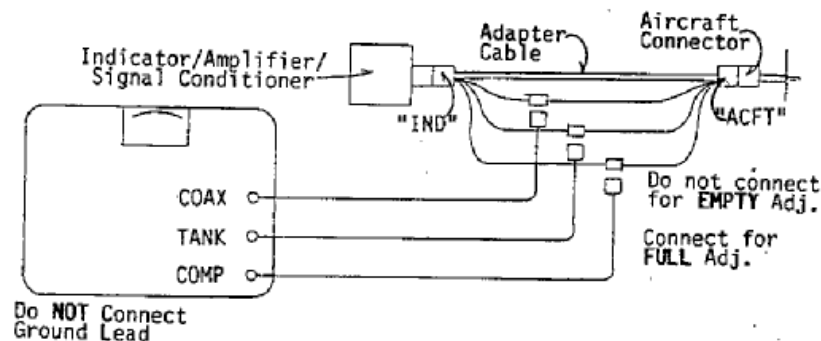 Indicator/Amplifier/
Signal Conditioner
Adapter
Cable
Aircraft
Connector
"IND"
"ACFT"
COAX
TANK
COMP
Do not connect
for EMPTY Adj.
Connect for
FULL Adj.
Do NOT Connect
Ground Lead